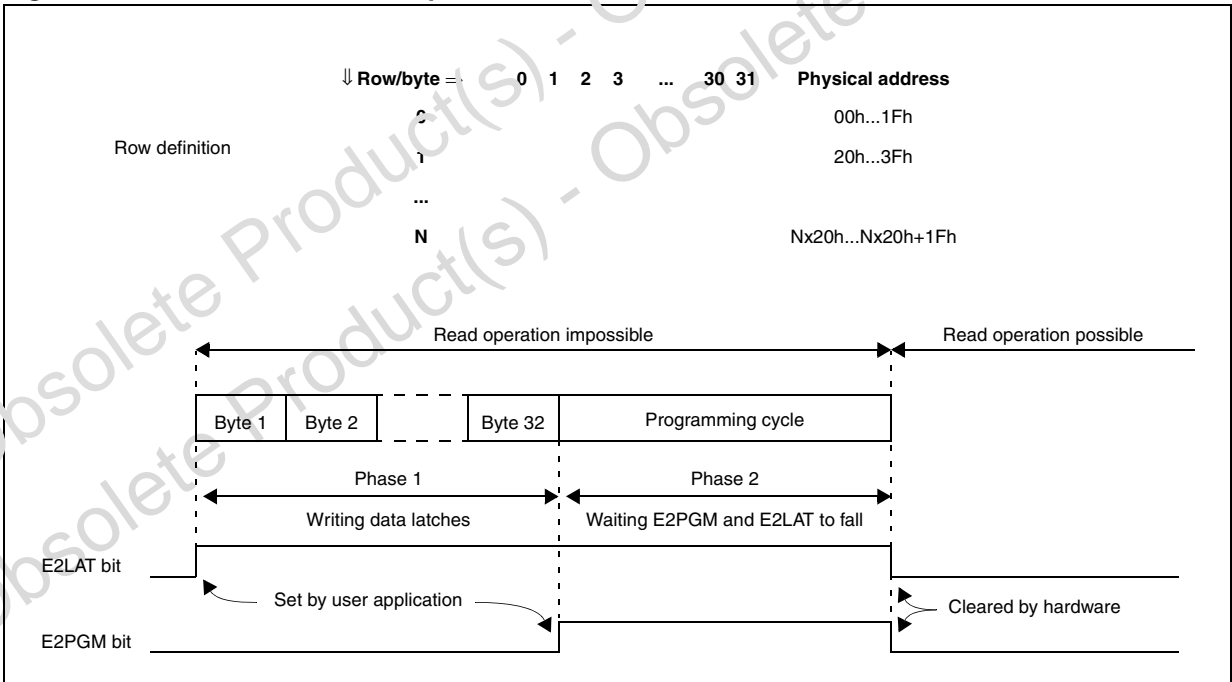 ⇓ Row/byte ⇒ 0 1 2 3 ... 30 31 Physical address
00h...1Fh
Row definition
1 20h...3Fh
...
N Nx20h...Nx20h+1Fh
Read operation impossible Read operation possible
Byte 1 Byte 2 Byte 32 Programming cycle
Phase 1 Phase 2
Writing data latches Waiting E2PGM and E2LAT to fall
E2LAT bit
Set by user application Cleared by hardware
E2PGM bit
Obsolete Product(s) - Obsolete
Obsolete Product(s) - O